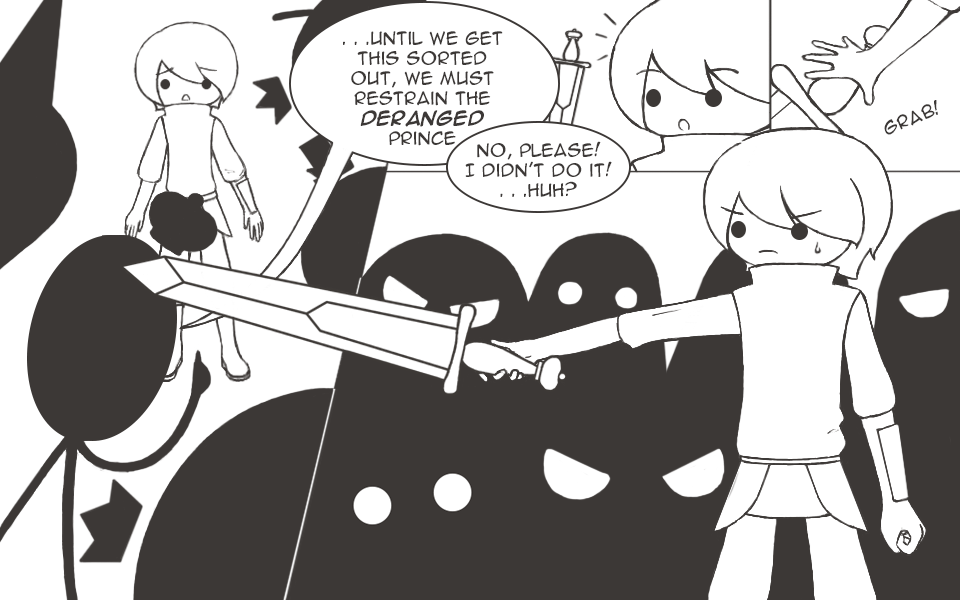 . . .UNTIL WE GET
THIS SORTED
OUT, WE MUST
RESTRAIN THE
DERANGED
PRINCE
NO, PLEASE!
I DIDN'T DO IT!
. . .HUH?
GRAB!